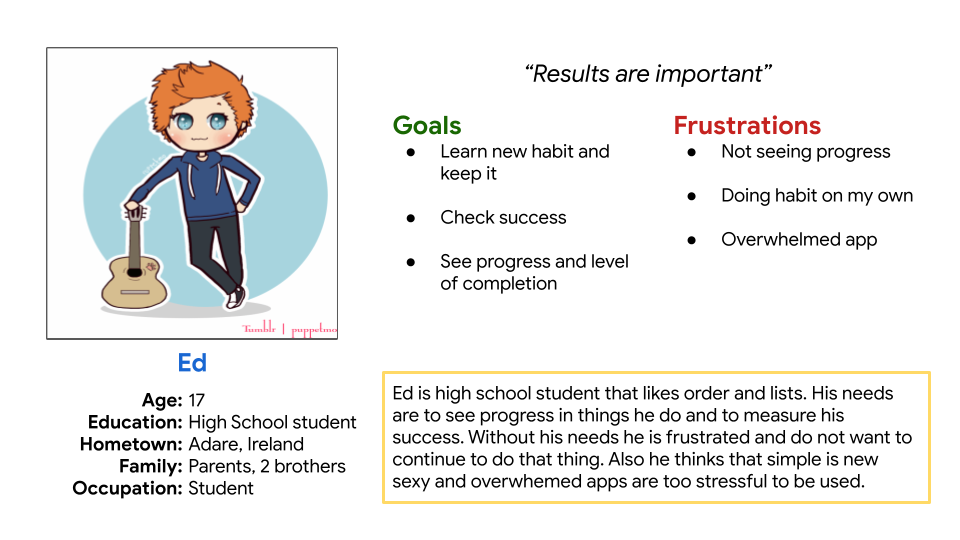 “Results are important”
Goals
● Learn new habit and
keep it
● Check success
● See progress and level
of completion
Frustrations
● Not seeing progress
● Doing habit on my own
● Overwhelmed app
Tumblr | puppelmo
Ed
Age: 17
Education: High School student
Hometown: Adare, Ireland
Family: Parents, 2 brothers
Occupation: Student
Ed is high school student that likes order and lists. His needs
are to see progress in things he do and to measure his
success. Without his needs he is frustrated and do not want to
continue to do that thing. Also he thinks that simple is new
sexy and overwhemed apps are too stressful to be used.